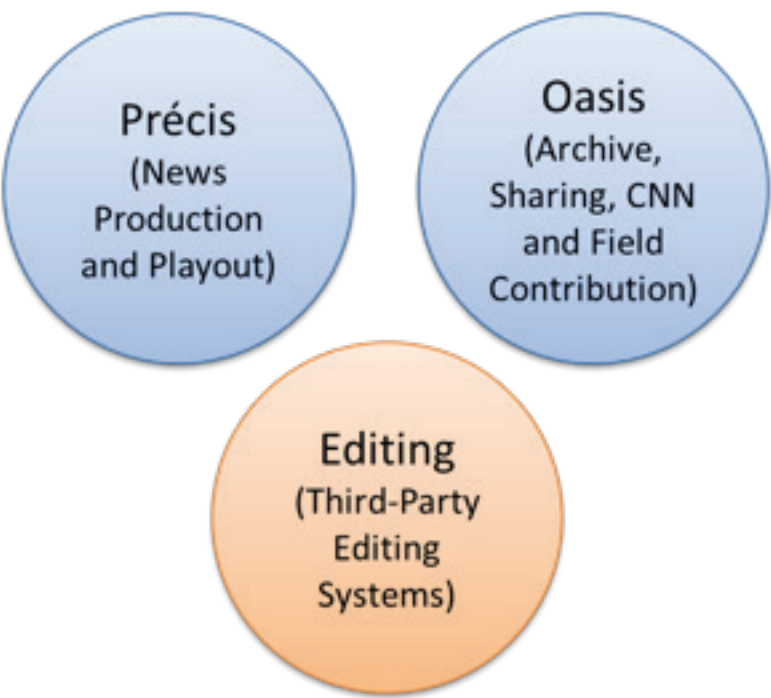 Précis
(News
Production
and Playout)
Oasis
(Archive,
Sharing, CNN
and Field
Contribution)
Editing
(Third-Party
Editing
Systems)